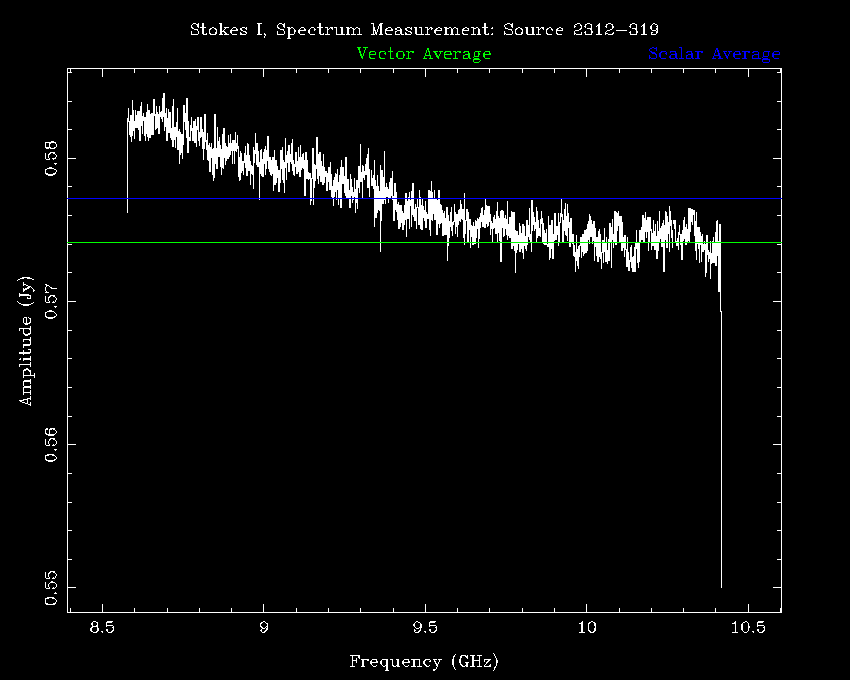 Stokes I, Spectrum Measurement: Source 2312−319
Vector Average Scalar Average
0.58
0.57
0.56
0.55
Amplitude (Jy)
8.5 9 9.5 10 10.5
Frequency (GHz)